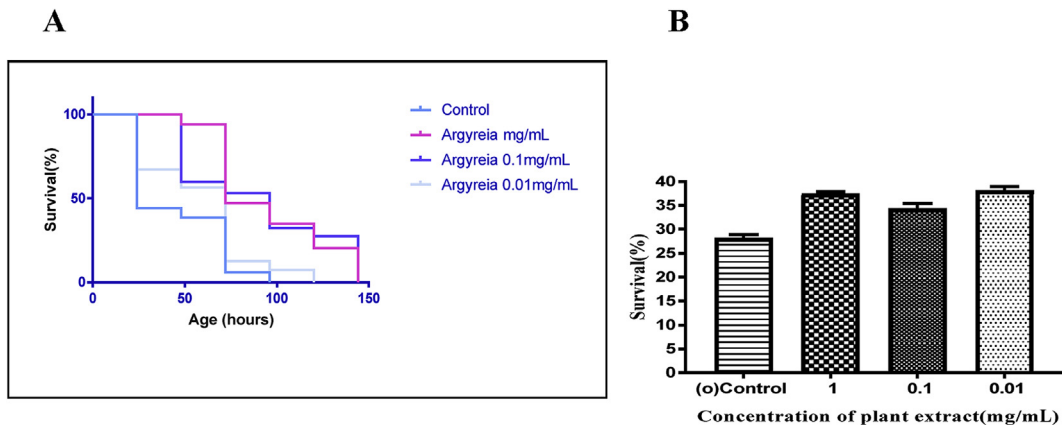 A
B
100
50
0
Survival(%)
0
50
100
150
Age (hours)
Control
Argyreia mg/mL
Argyreia 0.1mg/mL
Argyreia 0.01mg/mL
40
35
30
25
20
15
10
5
0
Survival(%)
(o)Control
1
0.1
0.01
Concentration of plant extract(mg/mL)